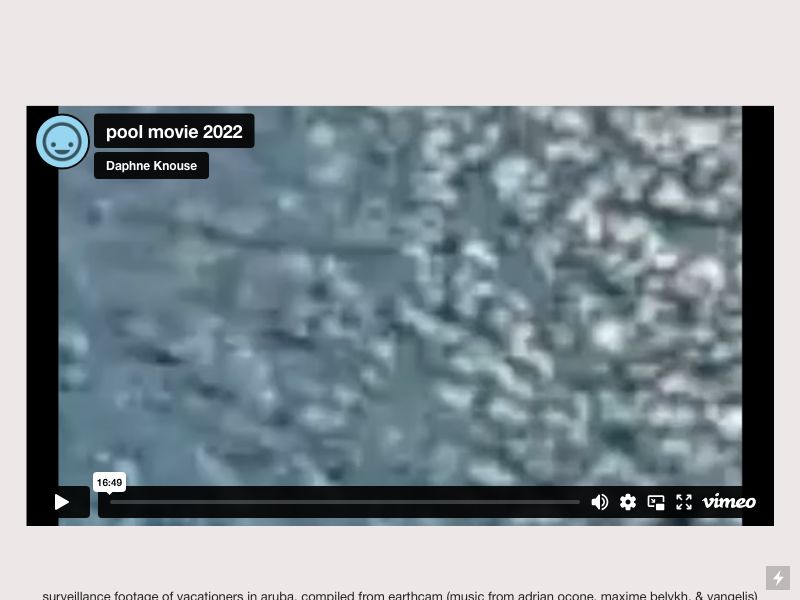 pool movie 2022
Daphne Knouse
16:49
vimeo
surveillance footage of vacationers in aruba, compiled from earthcam (music from adrian ocone, maxime belykh, & vangelis)